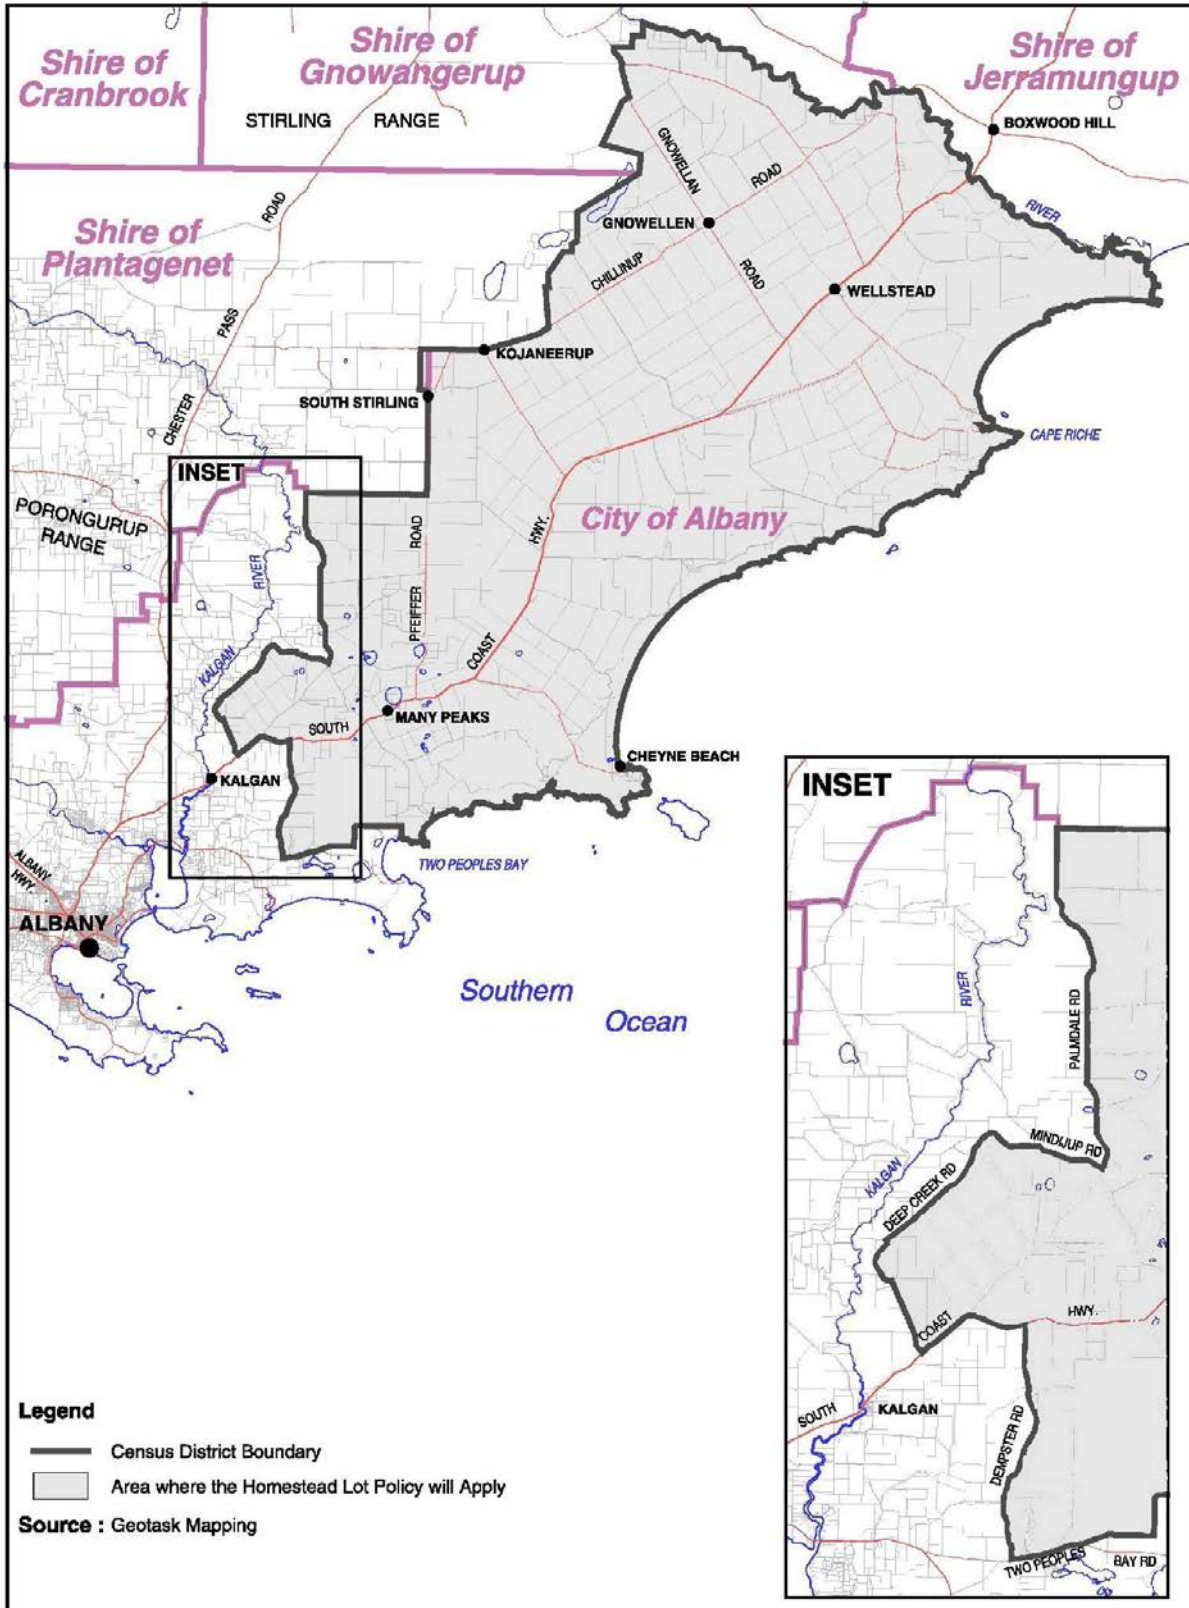 Shire of
Cranbrook
Shire of
Gnowangerup
Shire of
Jerramungup
STIRLING RANGE
BOXWOOD HILL
GNOWELLAN
ROAD
ROAD
RIVER
GNOWELLEN
Shire of
Plantagenet
CHILLINUP
ROAD
WELLSTEAD
PASS
KOJANEERUP
SOUTH STIRLING
CHESTER
CAPE RICHE
INSET
PORONGURUP
RANGE
ROAD
HWY.
City of Albany
RIVER
PFEIFFER
KALGAN
COAST
MANY PEAKS
SOUTH
CHEYNE BEACH
KALGAN
ALBANY
HWY.
TWO PEOPLES BAY
ALBANY
Southern
Ocean
INSET
RIVER
PALMDALE RD
MINDIJUP RD
KALGAN
DEEP CREEK RD
COAST
HWY.
SOUTH
KALGAN
DEMPSTER RD
TWO PEOPLES
BAY RD
Legend
Census District Boundary
Area where the Homestead Lot Policy will Apply
Source : Geotask Mapping
ROAD